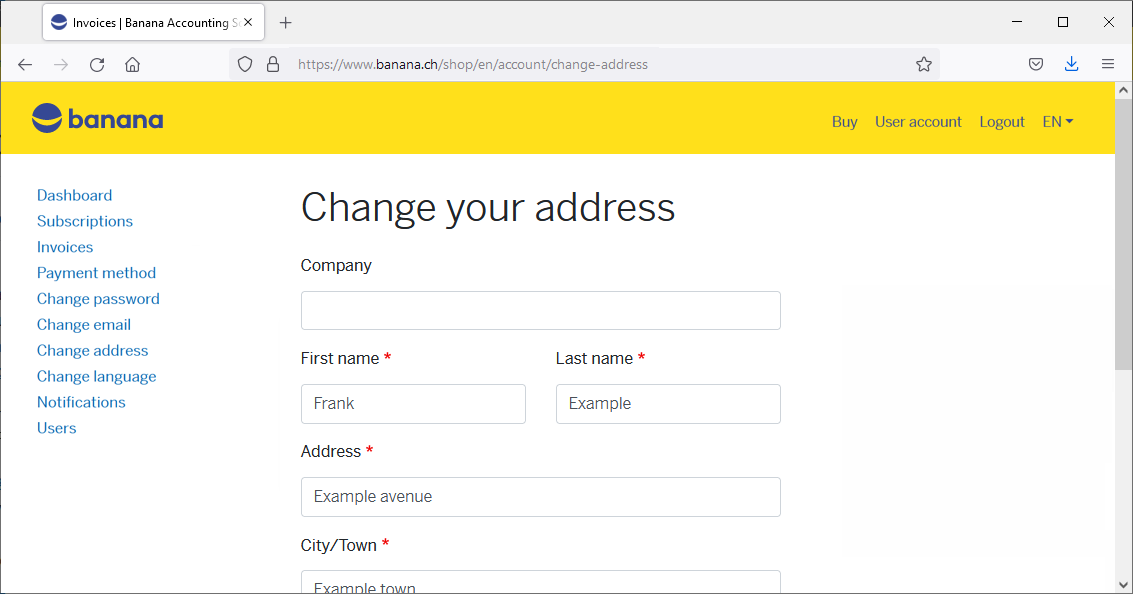 Invoices | Banana Accounting So
https://www.banana.ch/shop/en/account/change-address
banana
Buy User account Logout EN
Dashboard
Subscriptions
Invoices
Payment method
Change password
Change email
Change address
Change language
Notifications
Users
Change your address
Company
First name * Last name *
Frank Example
Address *
Example avenue
City/Town *
Example town